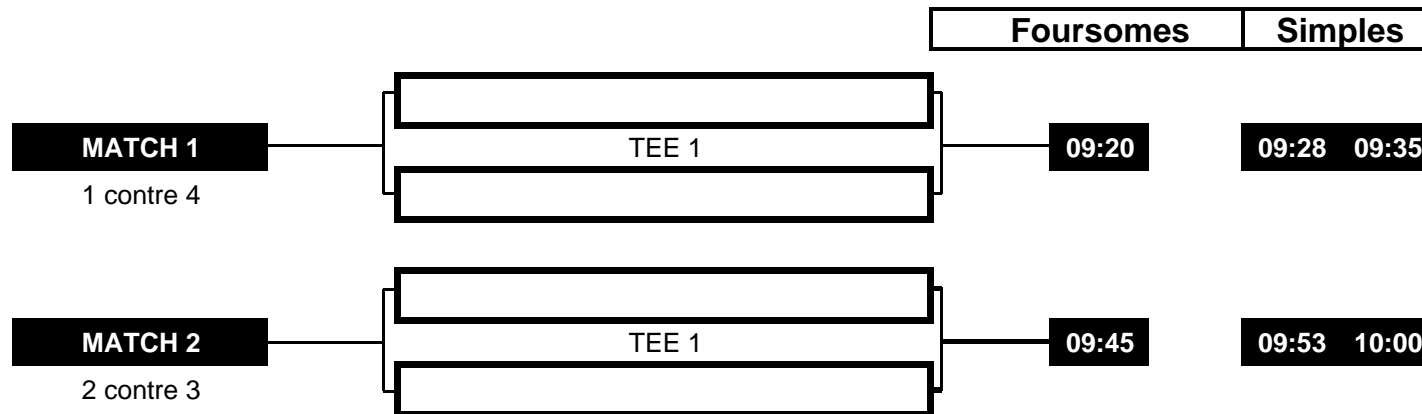 Foursomes Simples
MATCH 1 TEE 1 09:20 09:28 09:35
1 contre 4
MATCH 2 TEE 1 09:45 09:53 10:00
2 contre 3